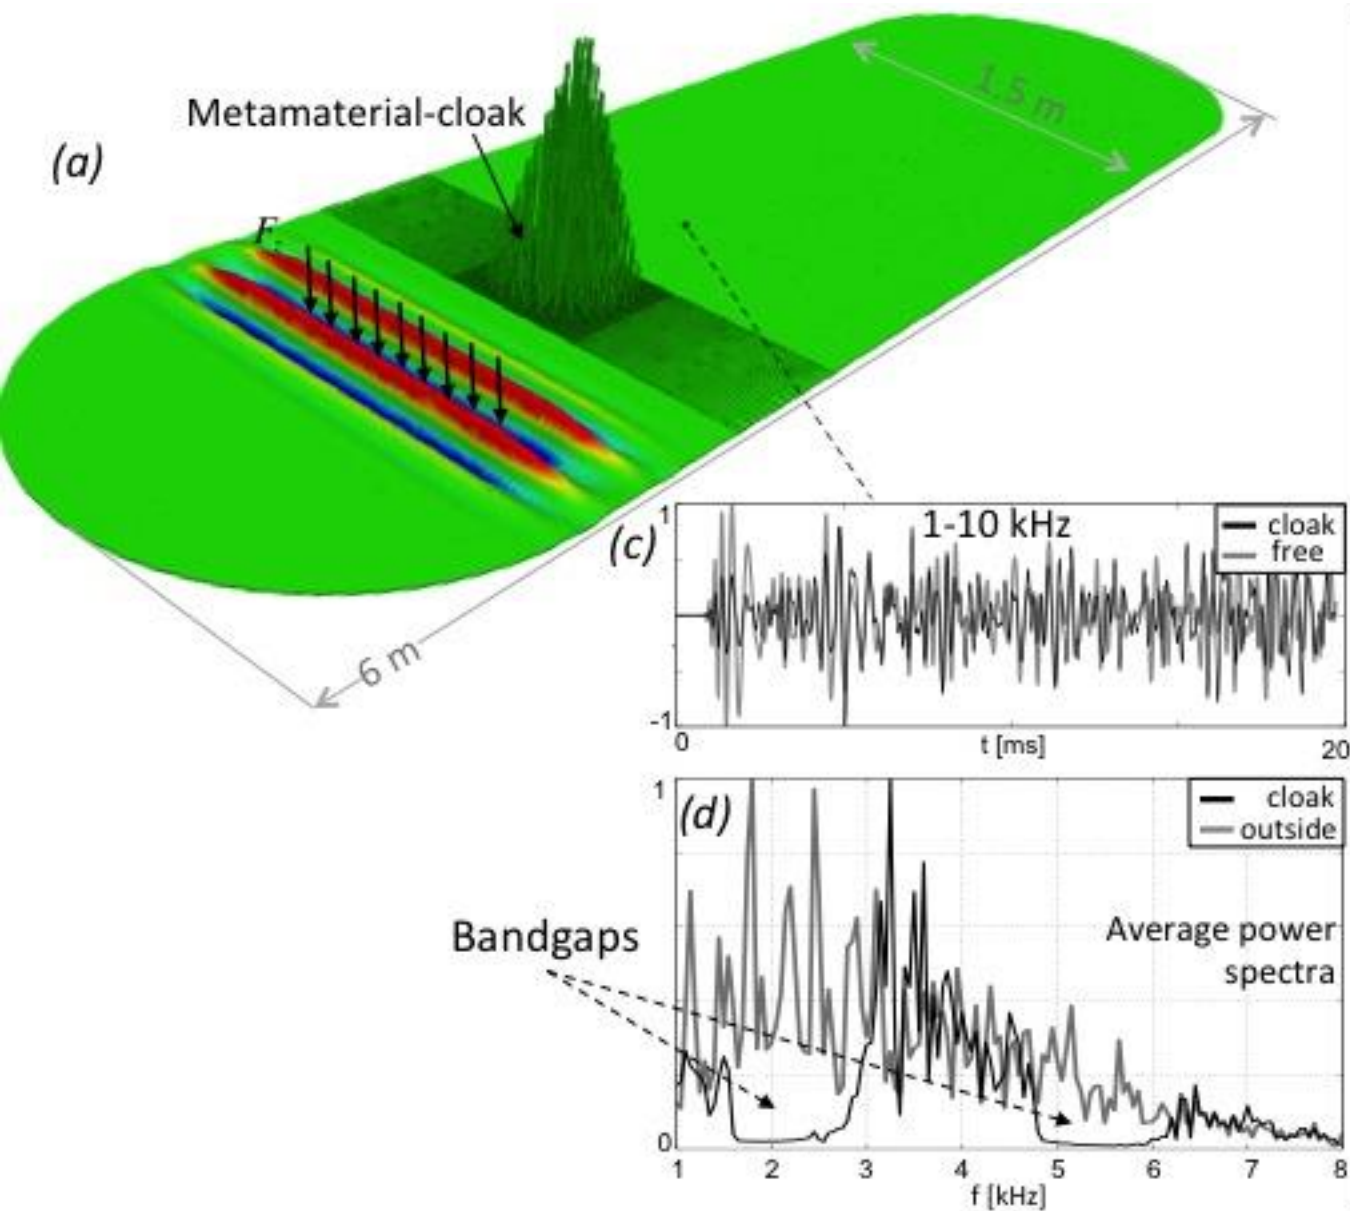 1.5 m
Metamaterial-cloak
(a)
F
6 m
(c)
1
-1
1-10 kHz
cloak
free
0
t [ms]
20
(d)
1
0
cloak
outside
Bandgaps
Average power
spectra
1 2 3 4 5 6 7 8
f [kHz]